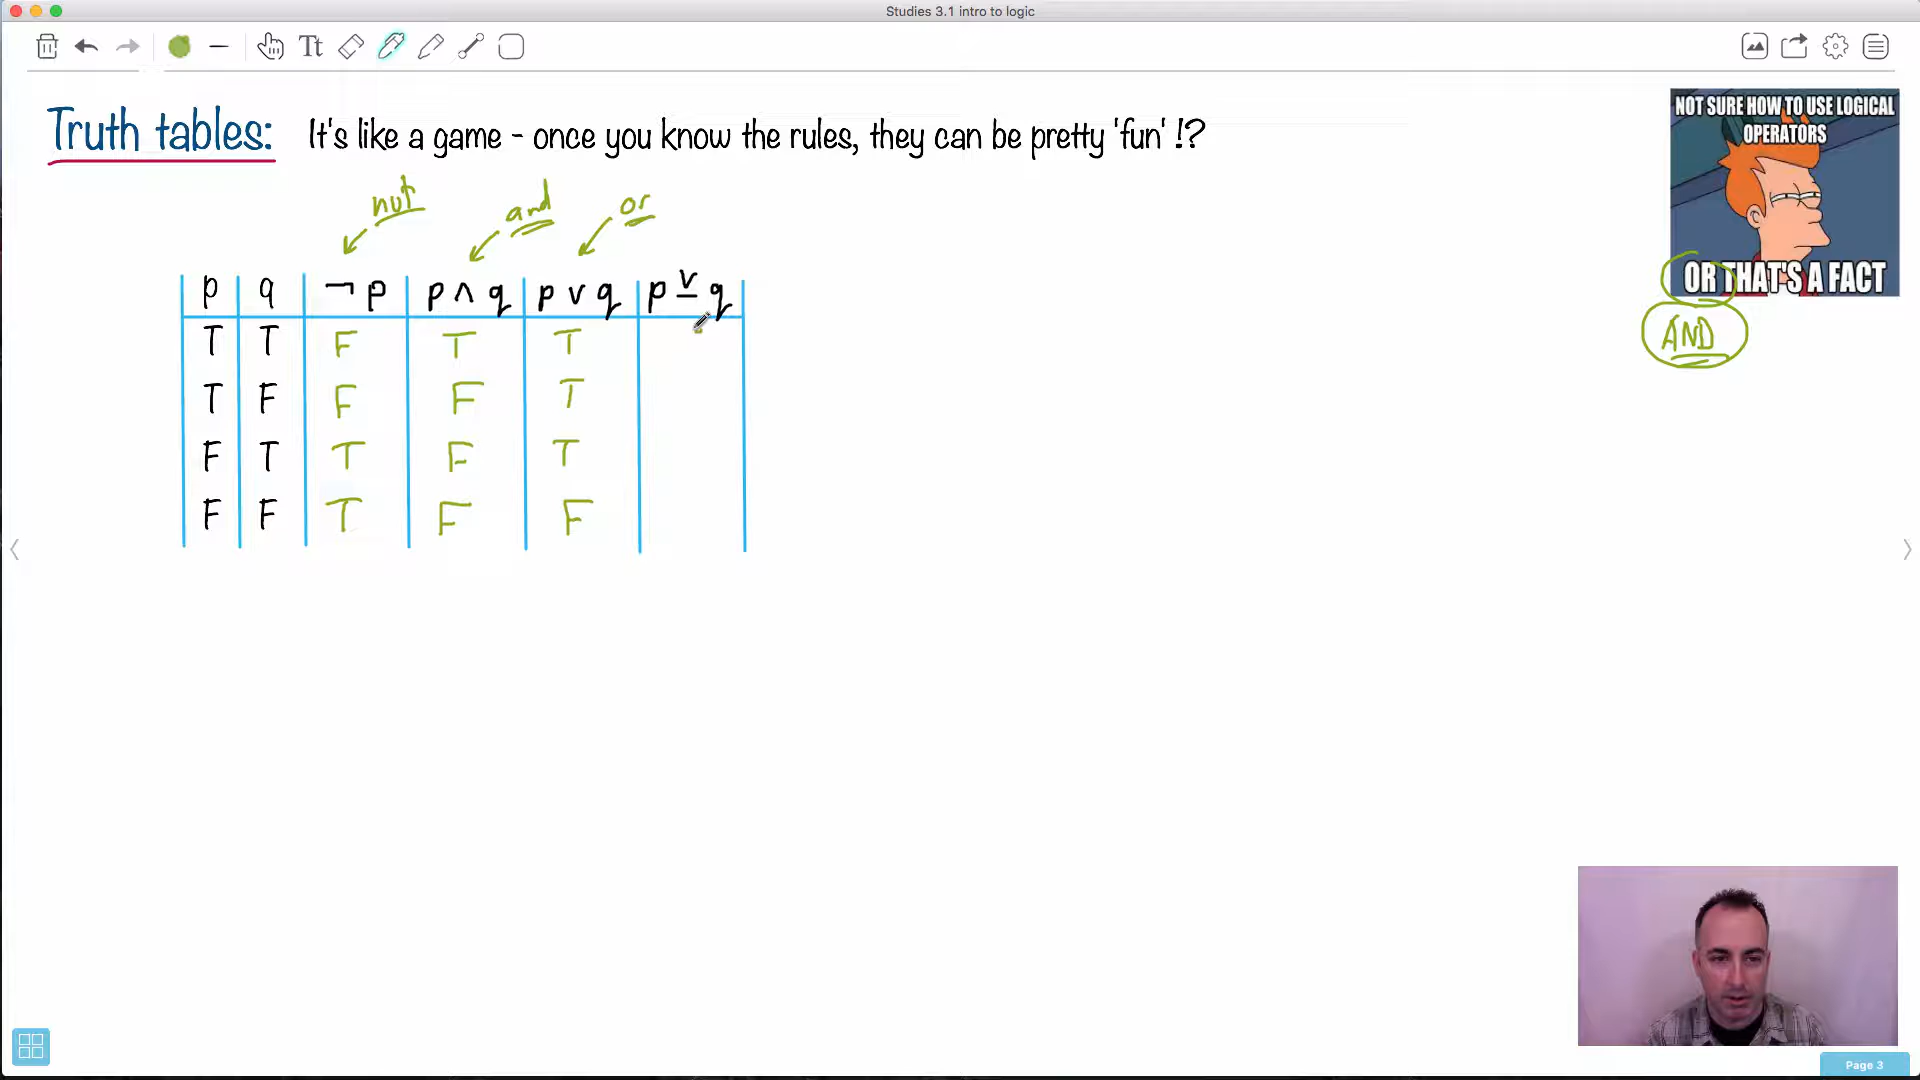 Studies 3.1 intro to logic
Tt
Truth tables: It's like a game - once you know the rules, they can be pretty 'fun' !?
NOT SURE HOW TO USE LOGICAL
OPERATORS
OR THAT'S A FACT
AND
not and or
p q ¬ p p ∧ q p ∨ q p ⊻ q
T T F T T
T F F F T
F T T F T
F F T F F
Page 3